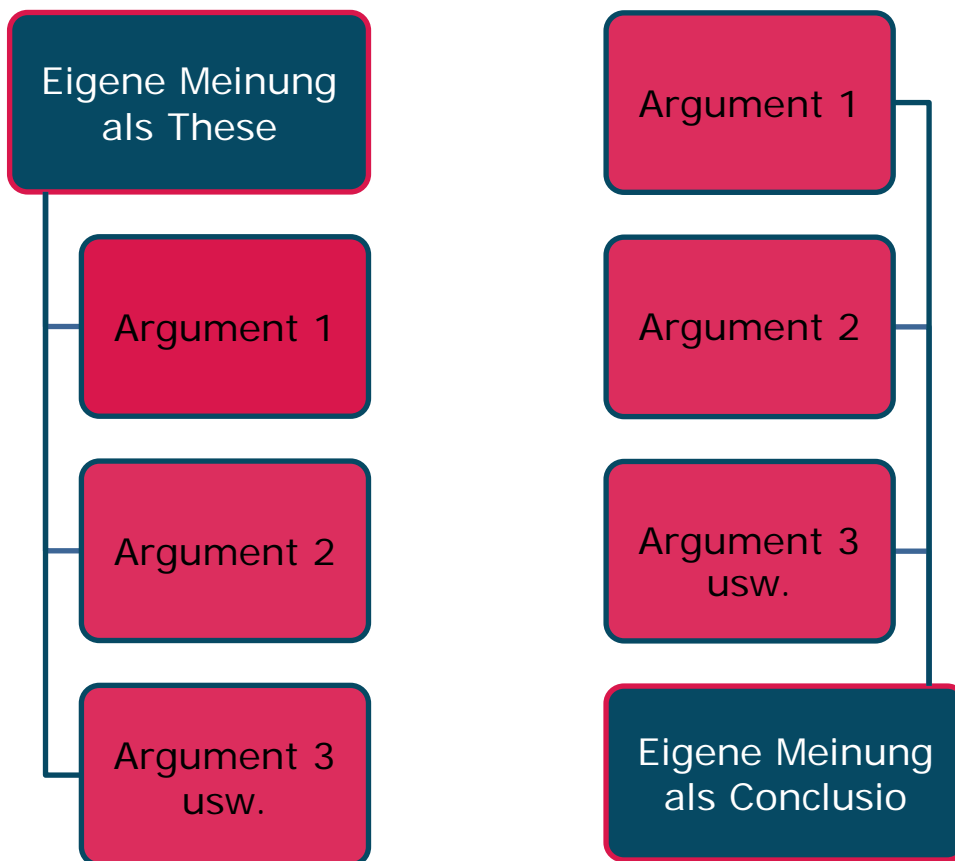 Eigene Meinung
als These
Argument 1
Argument 2
Argument 3
usw.
Argument 1
Argument 2
Argument 3
usw.
Eigene Meinung
als Conclusio